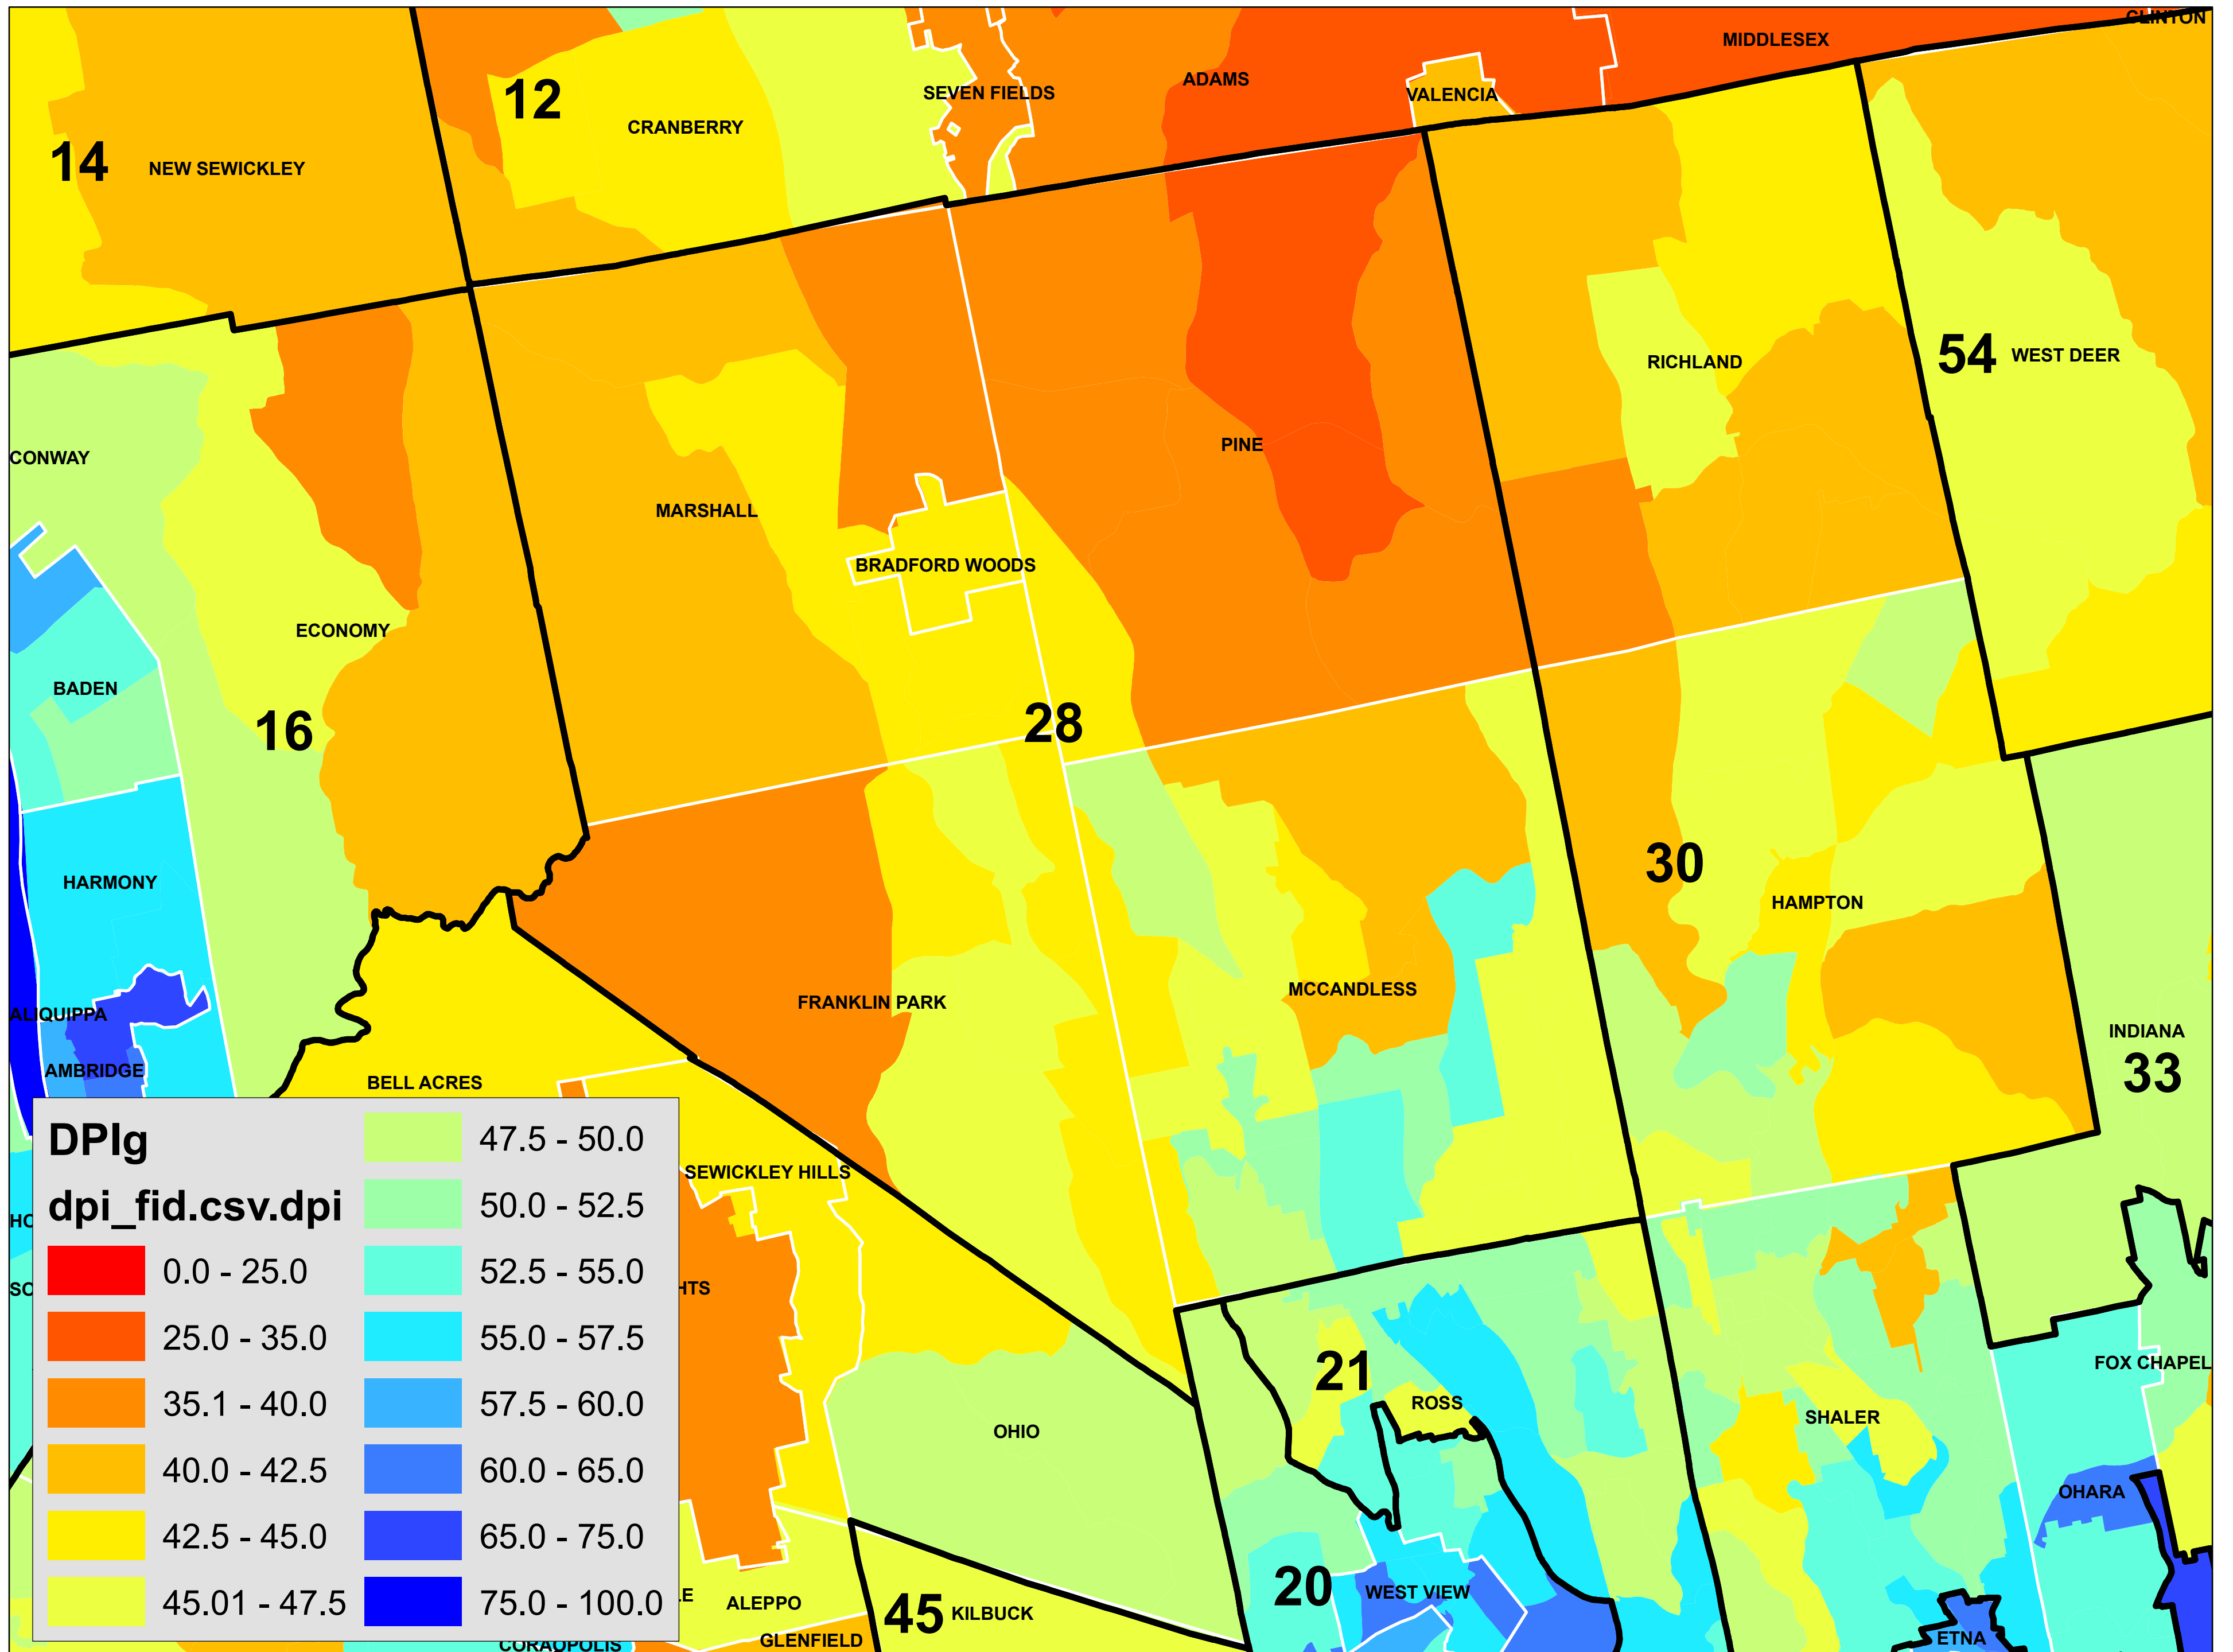 CLINTON
MIDDLESEX
ADAMS
SEVEN FIELDS
VALENCIA
12
CRANBERRY
14
NEW SEWICKLEY
54
WEST DEER
RICHLAND
PINE
CONWAY
MARSHALL
BRADFORD WOODS
ECONOMY
BADEN
16
28
30
HARMONY
HAMPTON
MCCANDLESS
FRANKLIN PARK
ALIQUIPPA
INDIANA
33
AMBRIDGE
BELL ACRES
SEWICKLEY HILLS
HTS
HO
SO
21
ROSS
FOX CHAPEL
SHALER
OHIO
OHARA
20
WEST VIEW
LE
ALEPPO
45
KILBUCK
GLENFIELD
CORAOPOLIS
ETNA
DPIg
dpi_fid.csv.dpi
0.0 - 25.0
25.0 - 35.0
35.1 - 40.0
40.0 - 42.5
42.5 - 45.0
45.01 - 47.5
47.5 - 50.0
50.0 - 52.5
52.5 - 55.0
55.0 - 57.5
57.5 - 60.0
60.0 - 65.0
65.0 - 75.0
75.0 - 100.0